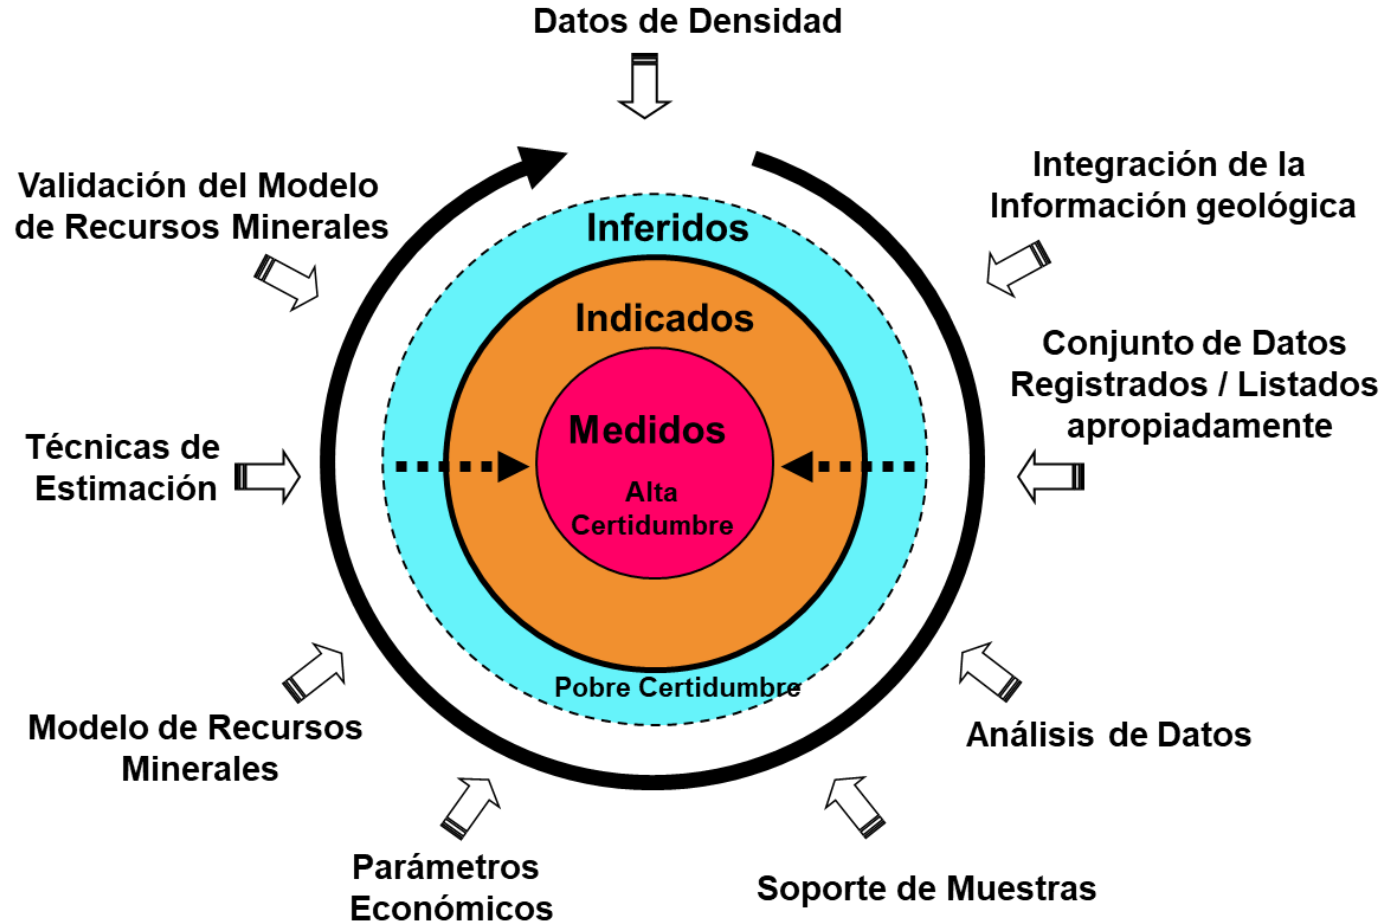 Datos de Densidad
Integración de la
Información geológica
Conjunto de Datos
Registrados / Listados
apropiadamente
Análisis de Datos
Soporte de Muestras
Parámetros
Económicos
Modelo de Recursos
Minerales
Técnicas de
Estimación
Validación del Modelo
de Recursos Minerales
Inferidos
Indicados
Medidos
Alta
Certidumbre
Pobre Certidumbre